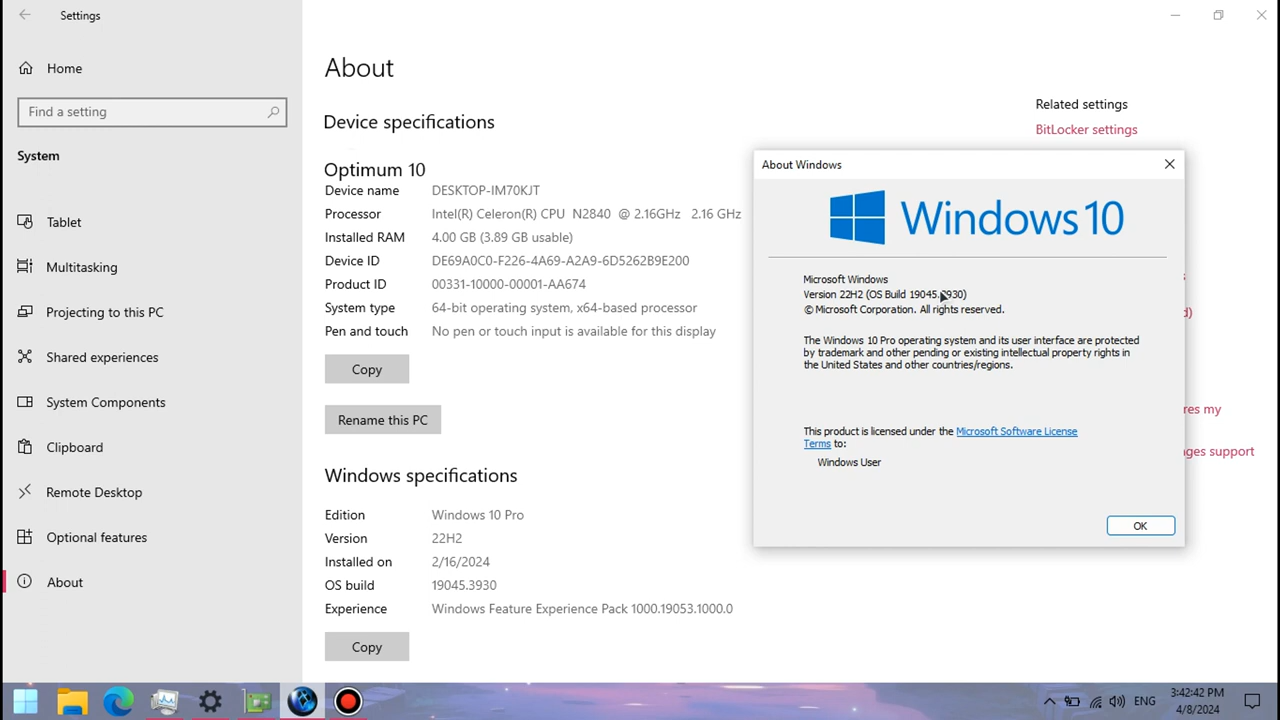 Settings
Home
Find a setting
System
Tablet
Multitasking
Projecting to this PC
Shared experiences
System Components
Clipboard
Remote Desktop
Optional features
About
About
Device specifications
Optimum 10
Device name DESKTOP-IM70KJT
Processor Intel(R) Celeron(R) CPU N2840 @ 2.16GHz 2.16 GHz
Installed RAM 4.00 GB (3.89 GB usable)
Device ID DE69A0C0-F226-4A69-A2A9-6D5262B9E200
Product ID 00331-10000-00001-AA674
System type 64-bit operating system, x64-based processor
Pen and touch No pen or touch input is available for this display
Copy
Rename this PC
Windows specifications
Edition Windows 10 Pro
Version 22H2
Installed on 2/16/2024
OS build 19045.3930
Experience Windows Feature Experience Pack 1000.19053.1000.0
Copy
Related settings
BitLocker settings
res my
ges support
About Windows
Windows 10
Microsoft Windows
Version 22H2 (OS Build 19045.3930)
© Microsoft Corporation. All rights reserved.
The Windows 10 Pro operating system and its user interface are protected
by trademark and other pending or existing intellectual property rights in
the United States and other countries/regions.
This product is licensed under the Microsoft Software License
Terms to:
Windows User
OK
ENG
3:42:42 PM
4/8/2024